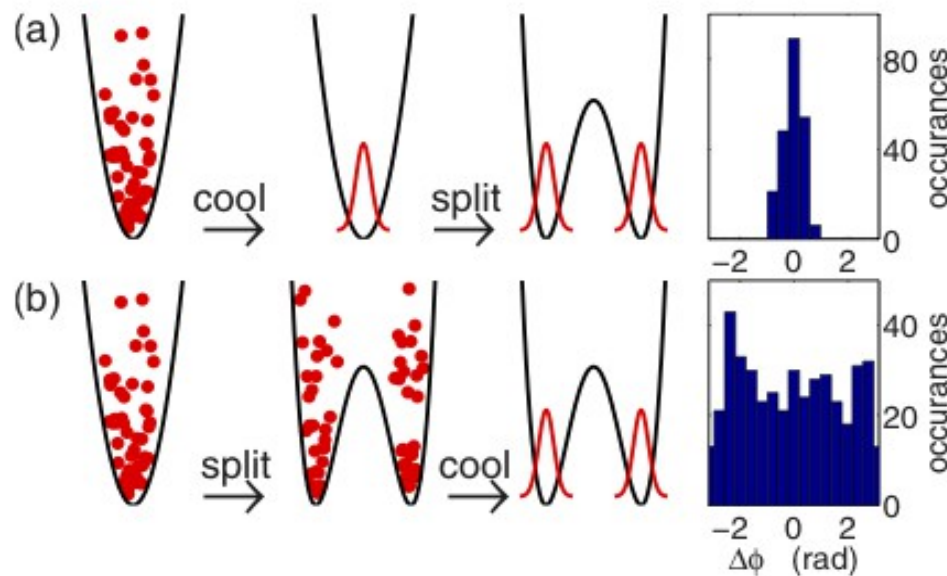 (a)
cool
split
80
40
0
occurances
−2 0 2
(b)
split
cool
40
20
0
occurances
−2 0 2
Δϕ (rad)